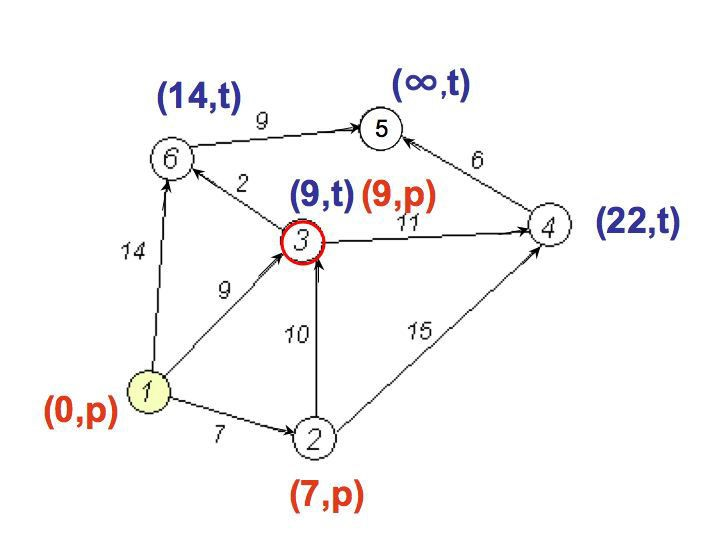 (∞,t)
(14,t)
9
5
6
6
2
(9,t) (9,p)
11
3
4
(22,t)
14
9
10
15
1
(0,p)
7
2
(7,p)